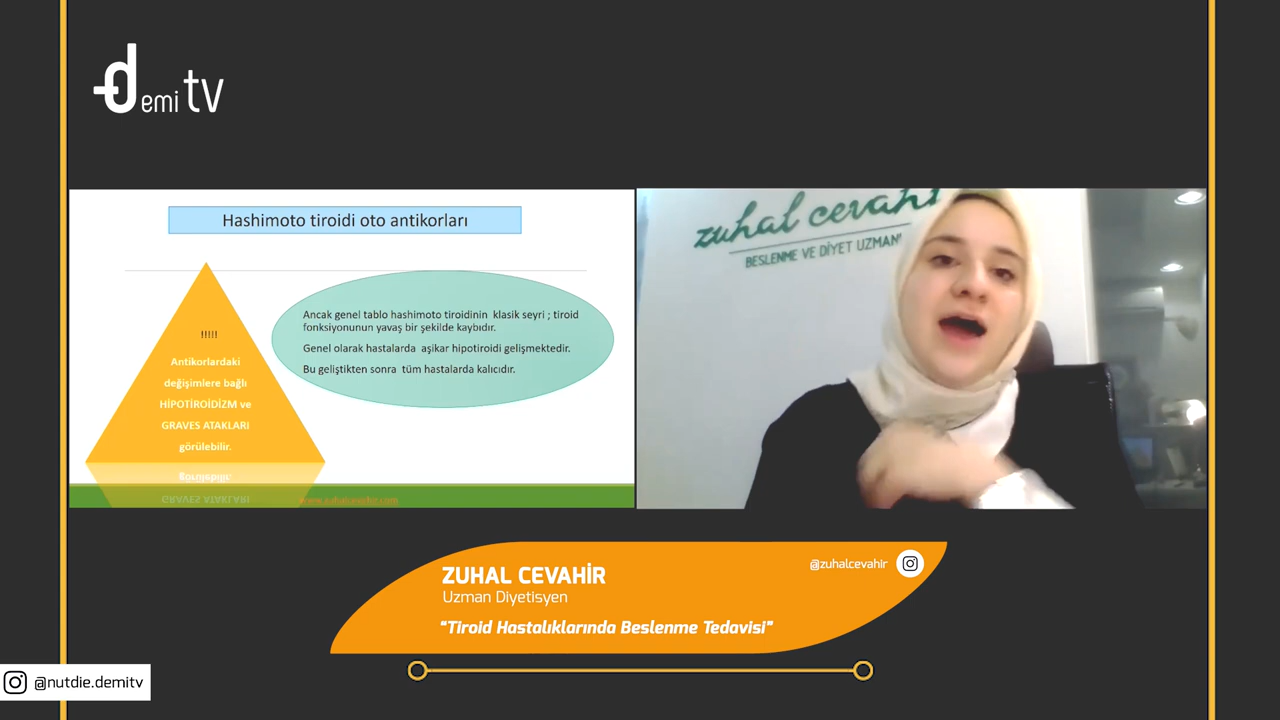 demi tv
Hashimoto tiroidi oto antikorları
!!!!!
Antikorlardaki
değişimlere bağlı
HİPOTİROİDİZM ve
GRAVES ATAKLARI
görülebilir.
Ancak genel tablo hashimoto tiroidinin klasik seyri ; tiroid
fonksiyonunun yavaş bir şekilde kaybıdır.
Genel olarak hastalarda aşikar hipotiroidi gelişmektedir.
Bu geliştikten sonra tüm hastalarda kalıcıdır.
www.zuhalcevahir.com
zuhal cevahi
BESLENME VE DİYET UZMANI
ZUHAL CEVAHİR
Uzman Diyetisyen
@zuhalcevahir
“Tiroid Hastalıklarında Beslenme Tedavisi”
@nutdie.demitv